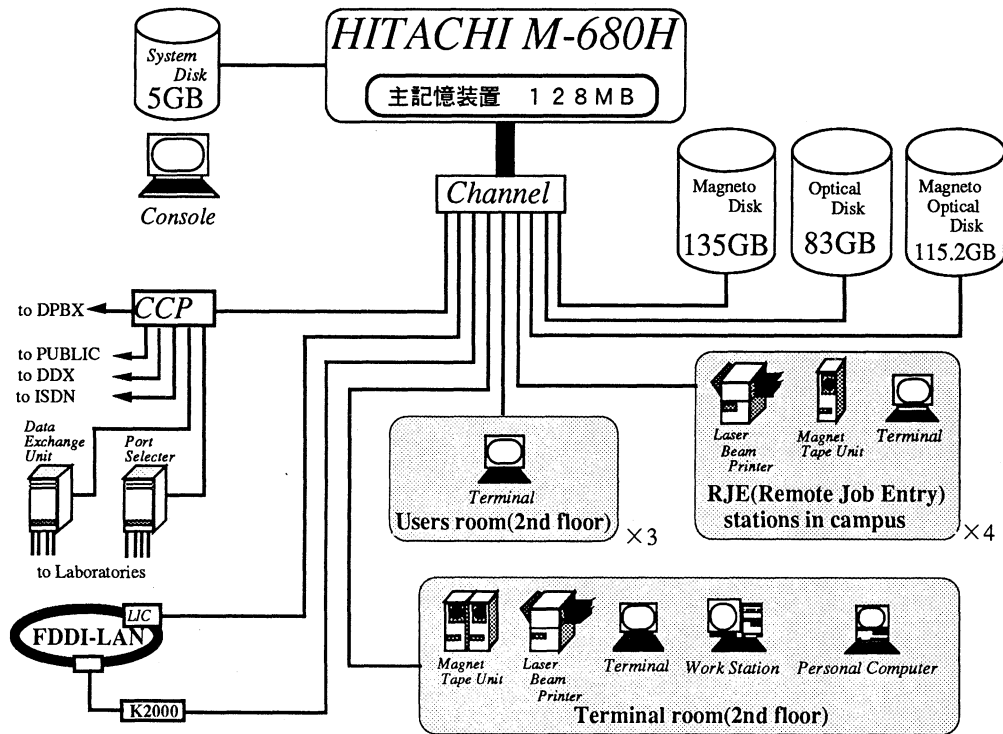 HITACHI M-680H
主記憶装置 １２８MB
System
Disk
5GB
Console
Channel
Magneto
Disk
135GB
Optical
Disk
83GB
Magneto
Optical
Disk
115.2GB
CCP
to DPBX
to PUBLIC
to DDX
to ISDN
Data
Exchange
Unit
Port
Selecter
to Laboratories
LIC
FDDI-LAN
K2000
Terminal
Users room(2nd floor)
×3
Laser
Beam
Printer
Magnet
Tape Unit
Terminal
RJE(Remote Job Entry)
stations in campus
×4
Magnet
Tape Unit
Laser
Beam
Printer
Terminal
Work Station
Personal Computer
Terminal room(2nd floor)